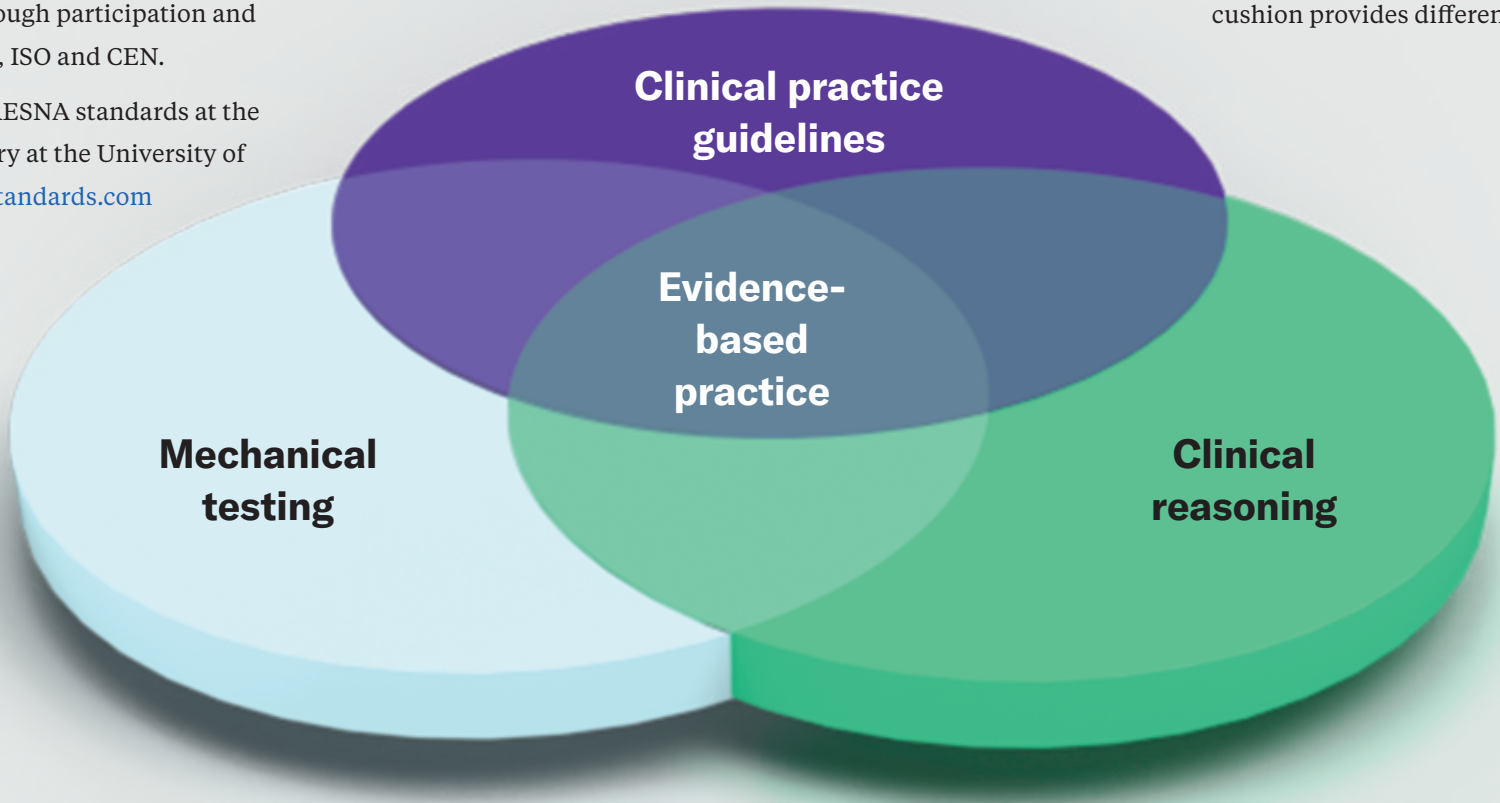 ough participation and
, ISO and CEN.
RESNA standards at the
ry at the University of
tandards.com
cushion provides differen
Clinical practice
guidelines
Evidence-
based
practice
Mechanical
testing
Clinical
reasoning